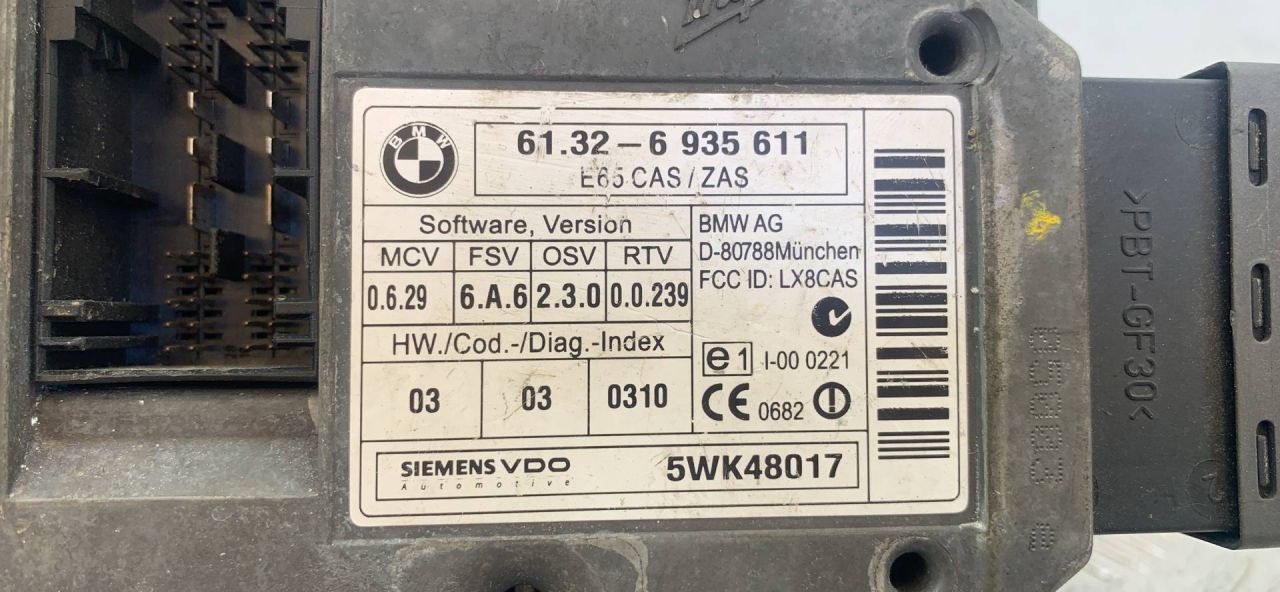 BMW
61.32 – 6 935 611
E65 CAS / ZAS
Software, Version
MCV FSV OSV RTV
0.6.29 6.A.6 2.3.0 0.0.239
HW./Cod.-/Diag.-Index
03 03 0310
BMW AG
D-80788München
FCC ID: LX8CAS
e1 I-00 0221
CE 0682
SIEMENS VDO
Automotive
5WK48017
>PBT-GF30<
2